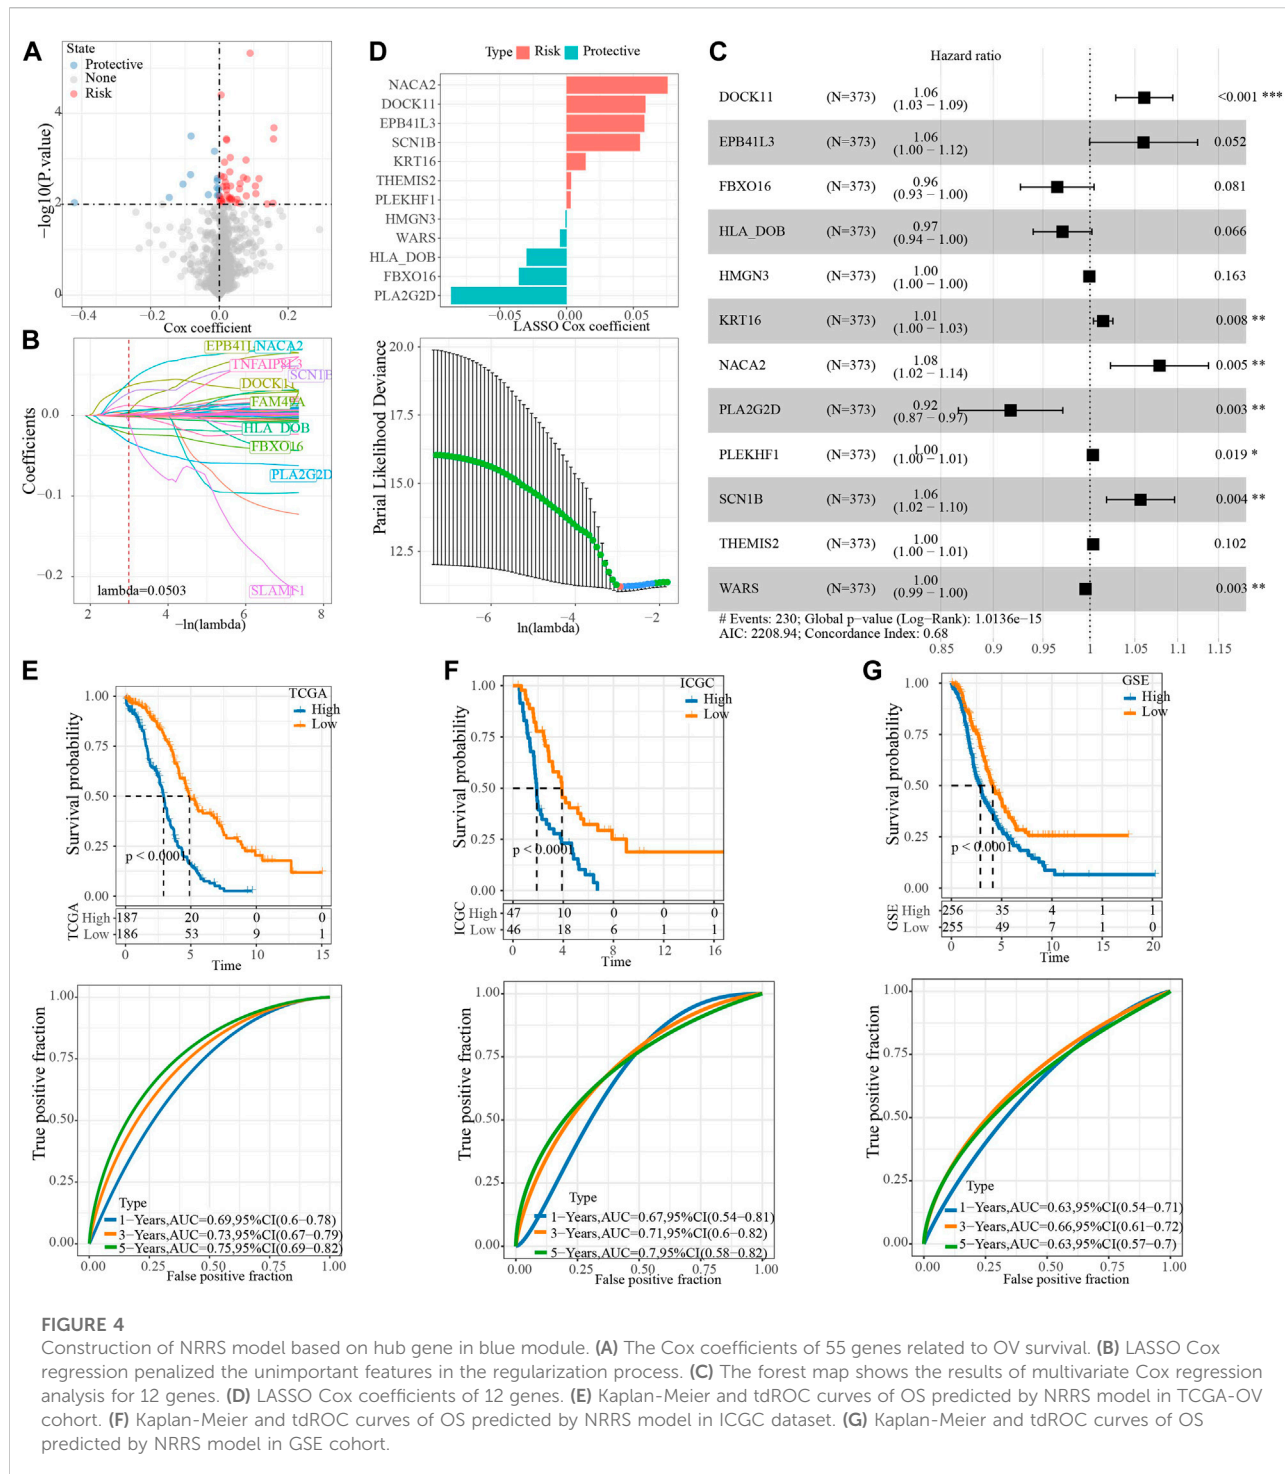 A
State
Protective
None
Risk
−log10(P.value)
4
2
0
−0.4
−0.2
0.0
0.2
Cox coefficient
D
Type Risk Protective
NACA2
DOCK11
EPB41L3
SCN1B
KRT16
THEMIS2
PLEKHF1
HMGN3
WARS
HLA_DOB
FBXO16
PLA2G2D
0.00
0.05
LASSO Cox coefficient
C
Hazard ratio
DOCK11 (N=373) 1.06 (1.03 − 1.09) <0.001 ***
EPB41L3 (N=373) 1.06 (1.00 − 1.12) 0.052
FBXO16 (N=373) 0.96 (0.93 − 1.00) 0.081
HLA_DOB (N=373) 0.97 (0.94 − 1.00) 0.066
HMGN3 (N=373) 1.00 (1.00 − 1.00) 0.163
KRT16 (N=373) 1.01 (1.00 − 1.03) 0.008 **
NACA2 (N=373) 1.08 (1.02 − 1.14) 0.005 **
PLA2G2D (N=373) 0.92 (0.87 − 0.97) 0.003 **
PLEKHF1 (N=373) 1.00 (1.00 − 1.01) 0.019 *
SCN1B (N=373) 1.06 (1.02 − 1.10) 0.004 **
THEMIS2 (N=373) 1.00 (1.00 − 1.01) 0.102
WARS (N=373) 1.00 (0.99 − 1.00) 0.003 **
# Events: 230; Global p−value (Log−Rank): 1.0136e−15
AIC: 2208.94; Concordance Index: 0.68
0.85 0.9 0.95 1 1.05 1.1 1.15
B
EPB41L
NACA2
TNFAIP8L3
SCN1B
DOCK11
FAM49A
HLA_DOB
FBXO16
PLA2G2D
SLAMF1
lambda=0.0503
Coefficients
0.0
−0.1
−0.2
2 4 6 8
−ln(lambda)
Parial Likelihood Deviance
20.0
17.5
15.0
12.5
−6 −4 −2
ln(lambda)
E
TCGA
High
Low
Survival probability
1.00
0.75
0.50
0.25
0.00
p < 0.0001
TCGA
High 187 20 0 0
Low 186 53 9 1
0 5 10 15
Time
F
ICGC
High
Low
Survival probability
1.00
0.75
0.50
0.25
0.00
p < 0.0001
ICGC
High 47 10 0 0 0
Low 46 18 6 1 1
0 4 8 12 16
Time
G
GSE
High
Low
Survival probability
1.00
0.75
0.50
0.25
0.00
p < 0.0001
GSE
High 256 35 4 1 1
Low 255 49 7 1 0
0 5 10 15 20
Time
True positive fraction
1.00
0.75
0.50
0.25
0.00
Type
1−Years,AUC=0.69,95%CI(0.6−0.78)
3−Years,AUC=0.73,95%CI(0.67−0.79)
5−Years,AUC=0.75,95%CI(0.69−0.82)
0.00 0.25 0.50 0.75 1.00
False positive fraction
True positive fraction
1.00
0.75
0.50
0.25
0.00
Type
1−Years,AUC=0.67,95%CI(0.54−0.81)
3−Years,AUC=0.71,95%CI(0.6−0.82)
5−Years,AUC=0.7,95%CI(0.58−0.82)
0.00 0.25 0.50 0.75 1.00
False positive fraction
True positive fraction
1.00
0.75
0.50
0.25
0.00
Type
1−Years,AUC=0.63,95%CI(0.54−0.71)
3−Years,AUC=0.66,95%CI(0.61−0.72)
5−Years,AUC=0.63,95%CI(0.57−0.7)
0.00 0.25 0.50 0.75 1.00
False positive fraction
FIGURE 4
Construction of NRRS model based on hub gene in blue module. (A) The Cox coefficients of 55 genes related to OV survival. (B) LASSO Cox
regression penalized the unimportant features in the regularization process. (C) The forest map shows the results of multivariate Cox regression
analysis for 12 genes. (D) LASSO Cox coefficients of 12 genes. (E) Kaplan-Meier and tdROC curves of OS predicted by NRRS model in TCGA-OV
cohort. (F) Kaplan-Meier and tdROC curves of OS predicted by NRRS model in ICGC dataset. (G) Kaplan-Meier and tdROC curves of OS
predicted by NRRS model in GSE cohort.